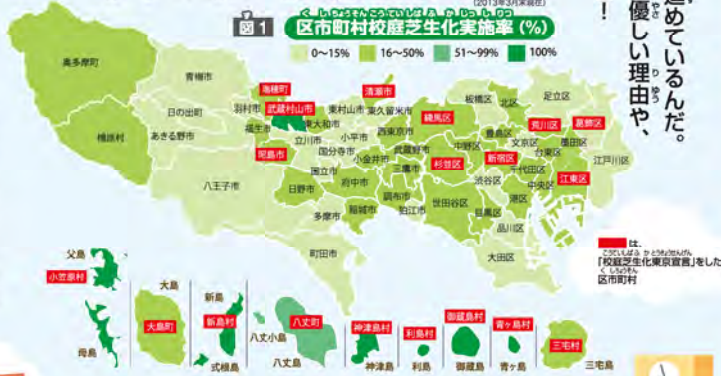 進めているんだ。
優しい理由や、
!
(2013年3月末現在)
図1 区市町村校庭芝生化実施率(%)
0〜15% 16〜50% 51〜99% 100%
奥多摩町
青梅市
日の出町
檜原村
あきる野市
羽村市
瑞穂町
武蔵村山市
福生市
昭島市
立川市
東大和市
東村山市
清瀬市
東久留米市
小平市
国分寺市
国立市
小金井市
西東京市
武蔵野市
三鷹市
八王子市
日野市
府中市
調布市
稲城市
狛江市
多摩市
町田市
練馬区
板橋区
北区
足立区
荒川区
葛飾区
豊島区
文京区
台東区
墨田区
江戸川区
中野区
杉並区
新宿区
千代田区
中央区
江東区
渋谷区
港区
世田谷区
目黒区
品川区
大田区
は、
「校庭芝生化東京宣言」をした
区市町村
父島
小笠原村
母島
大島
大島町
新島
新島村
式根島
八丈小島
八丈町
八丈島
神津島村
神津島
利島村
利島
御蔵島村
御蔵島
青ヶ島村
青ヶ島
三宅村
三宅島